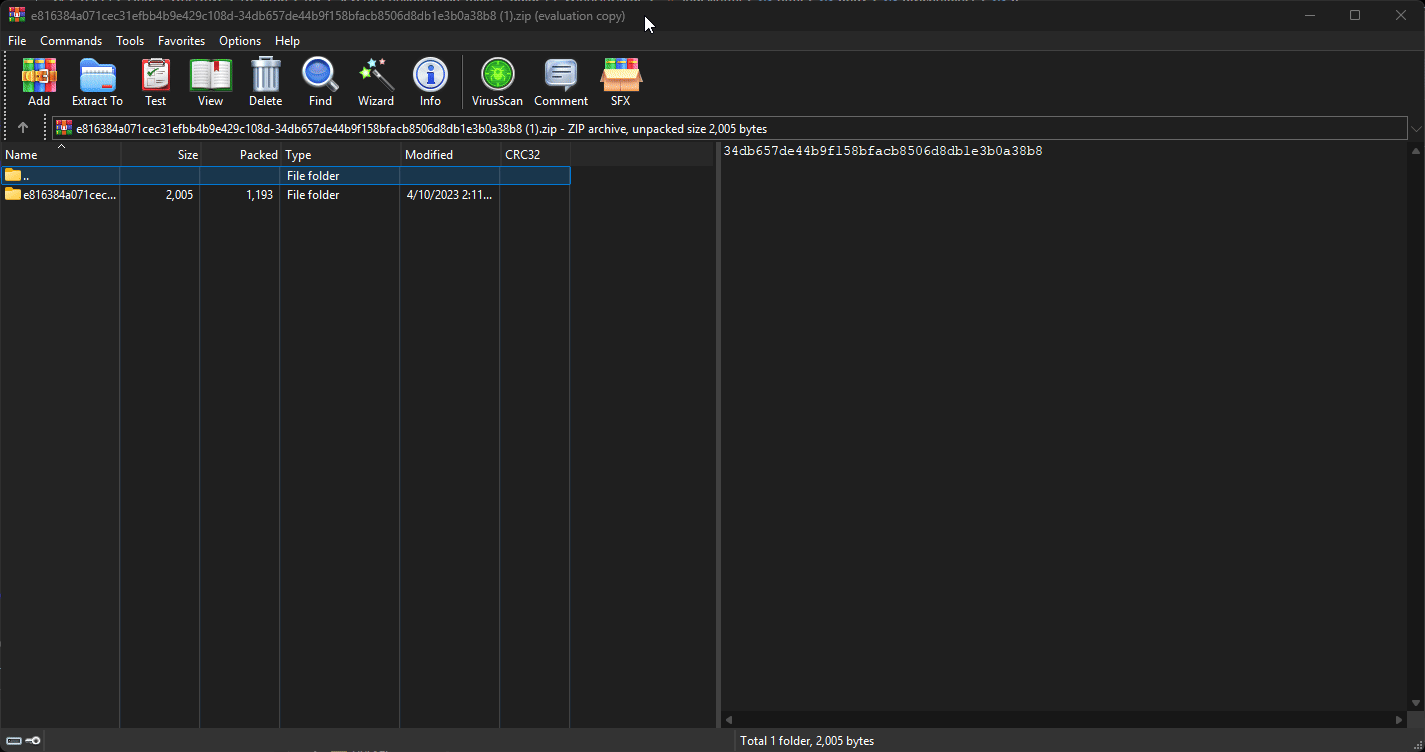 e816384a071cec31efbb4b9e429c108d-34db657de44b9f158bfacb8506d8db1e3b0a38b8 (1).zip (evaluation copy)
File Commands Tools Favorites Options Help
Add Extract To Test View Delete Find Wizard Info VirusScan Comment SFX
e816384a071cec31efbb4b9e429c108d-34db657de44b9f158bfacb8506d8db1e3b0a38b8 (1).zip - ZIP archive, unpacked size 2,005 bytes
Name Size Packed Type Modified CRC32
34db657de44b9f158bfacb8506d8db1e3b0a38b8
.. File folder
e816384a071cec... 2,005 1,193 File folder 4/10/2023 2:11...
Total 1 folder, 2,005 bytes